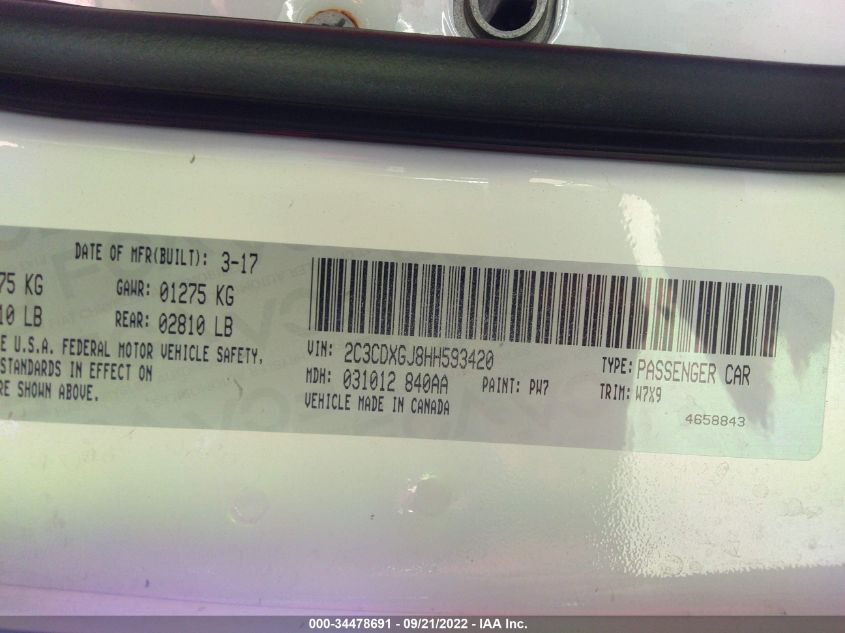 DATE OF MFR(BUILT): 3-17
75 KG GAWR: 01275 KG
10 LB REAR: 02810 LB
E U.S.A. FEDERAL MOTOR VEHICLE SAFETY,
STANDARDS IN EFFECT ON
RE SHOWN ABOVE.
VIN: 2C3CDXGJ8HH593420 TYPE: PASSENGER CAR
MDH: 031012 840AA PAINT: PW7 TRIM: W7X9
VEHICLE MADE IN CANADA
4658843
000-34478691 - 09/21/2022 - IAA Inc.